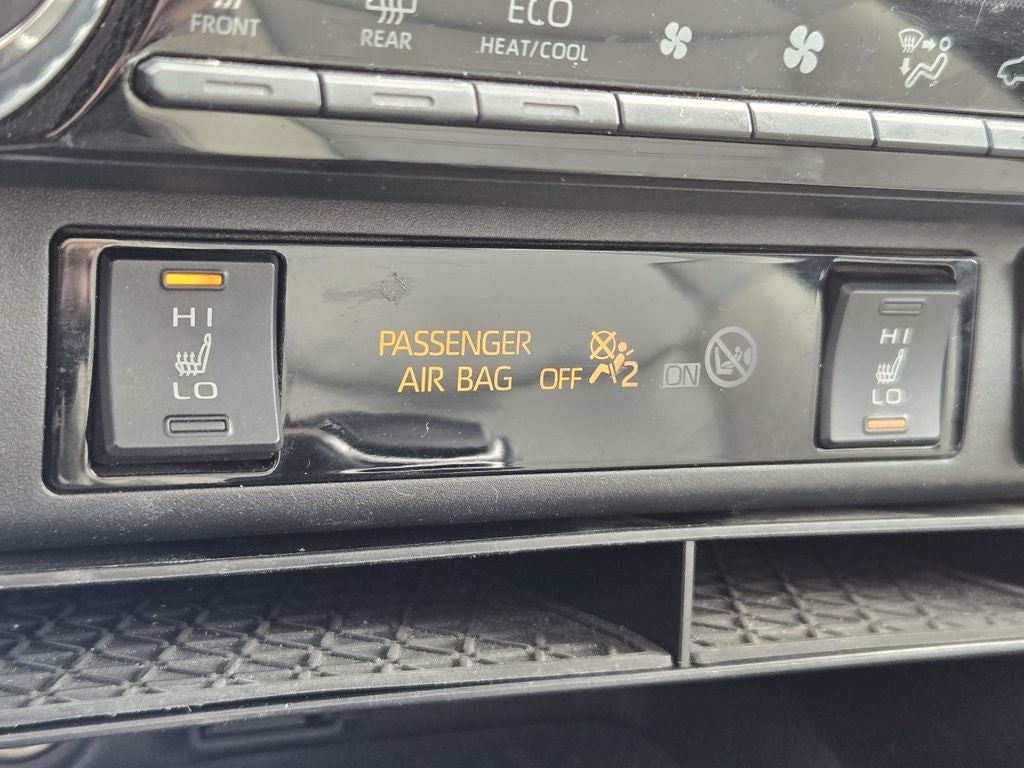 FRONT
REAR
ECO
HEAT/COOL
HI
LO
PASSENGER
AIR BAG OFF 2
ON
HI
LO